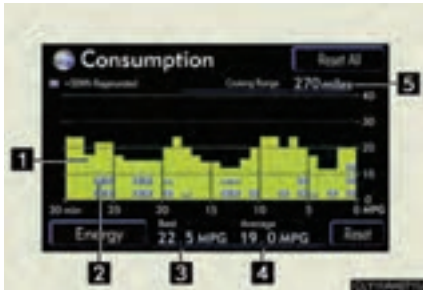 Consumption
Reset All
Cruising Range 270 miles
5
40
30
1
20
10
0
30 min 25 20 15 10 5 0 MPG
Energy
Best
22.5 MPG
Average
19.0 MPG
Reset
2
3
4